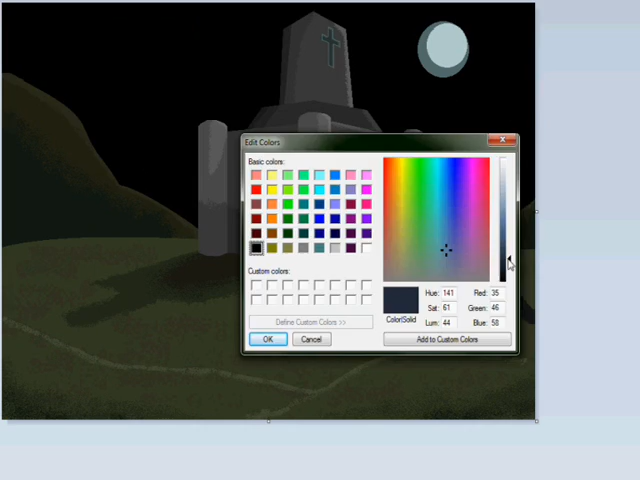 Edit Colors
Basic colors:
Custom colors:
Define Custom Colors >>
OK
Cancel
Color|Solid
Hue: 141
Sat: 61
Lum: 44
Red: 35
Green: 46
Blue: 58
Add to Custom Colors